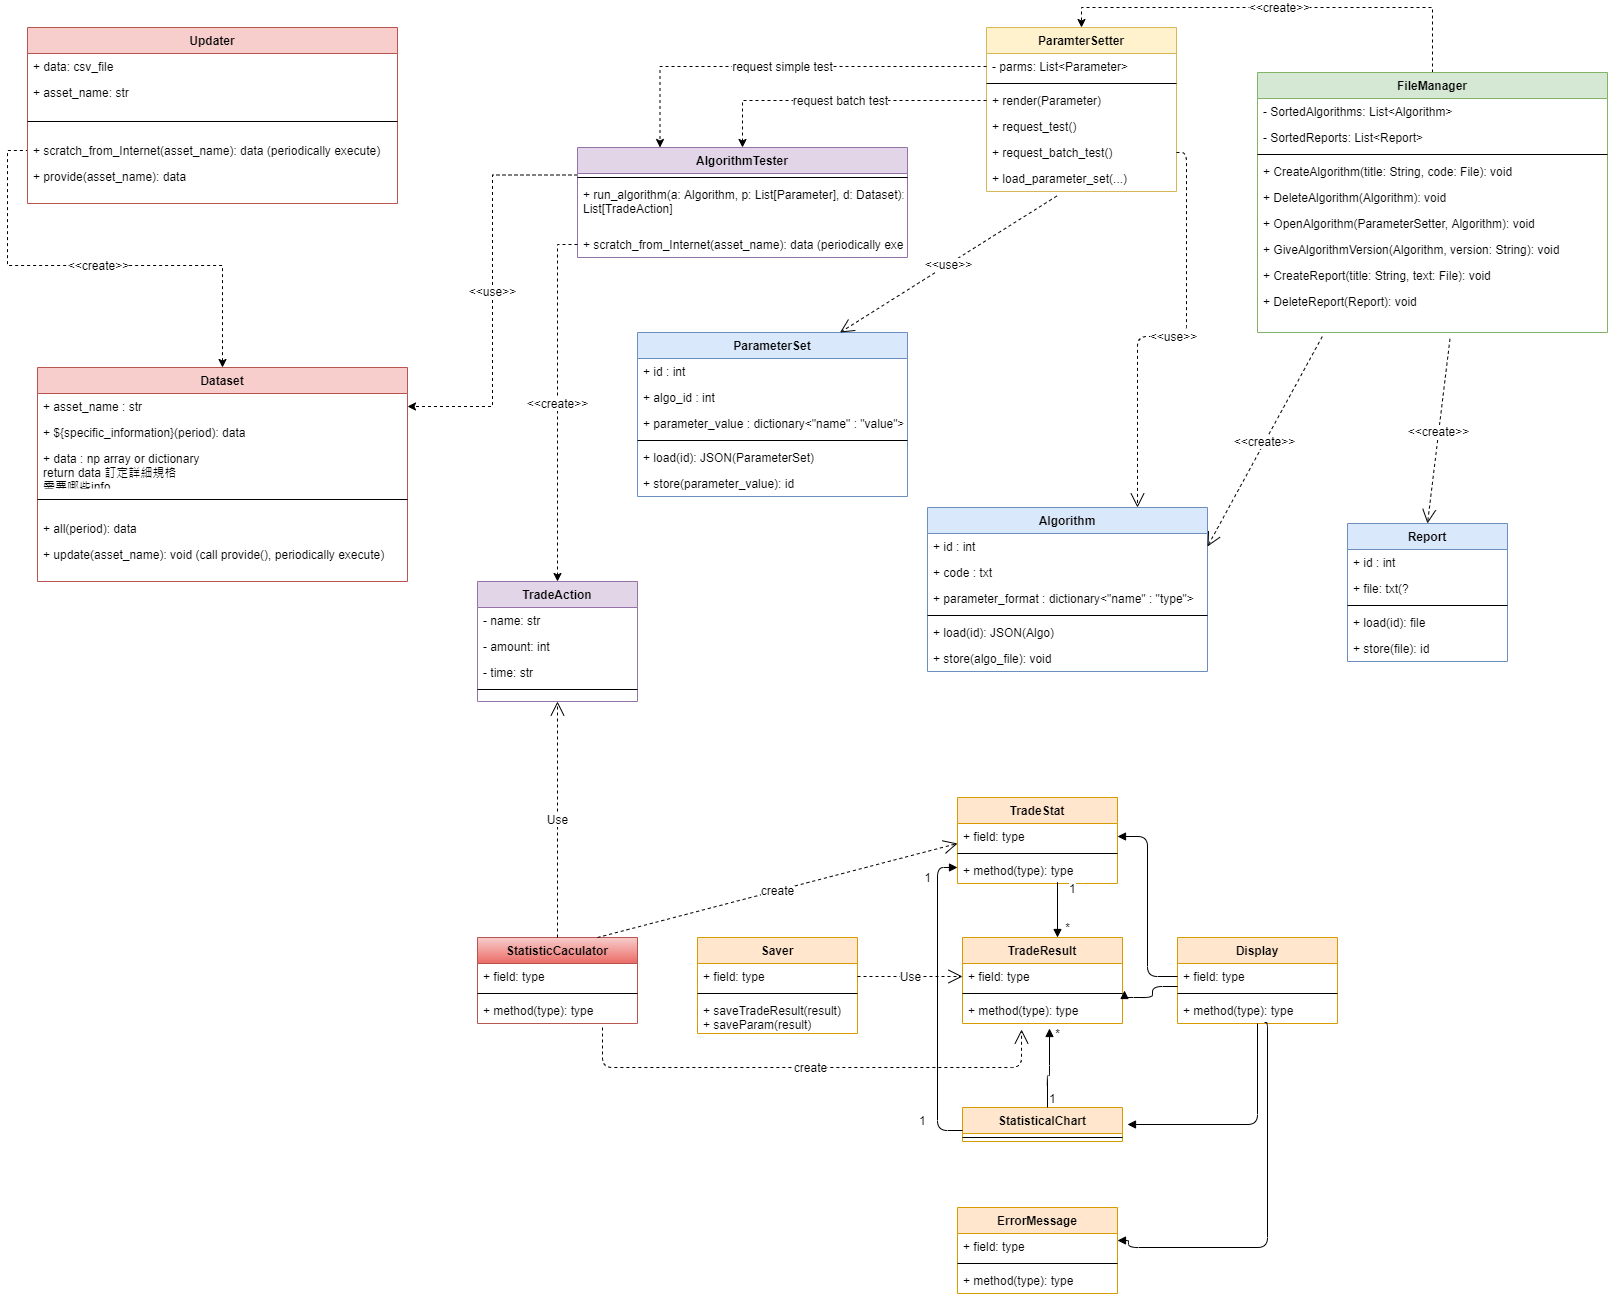 <<create>>
Updater
+ data: csv_file
+ asset_name: str
+ scratch_from_Internet(asset_name): data (periodically execute)
+ provide(asset_name): data
<<create>>
ParamterSetter
- parms: List<Parameter>
+ render(Parameter)
+ request_test()
+ request_batch_test()
+ load_parameter_set(...)
request simple test
request batch test
FileManager
- SortedAlgorithms: List<Algorithm>
- SortedReports: List<Report>
+ CreateAlgorithm(title: String, code: File): void
+ DeleteAlgorithm(Algorithm): void
+ OpenAlgorithm(ParameterSetter, Algorithm): void
+ GiveAlgorithmVersion(Algorithm, version: String): void
+ CreateReport(title: String, text: File): void
+ DeleteReport(Report): void
AlgorithmTester
+ run_algorithm(a: Algorithm, p: List[Parameter], d: Dataset):
List[TradeAction]
+ scratch_from_Internet(asset_name): data (periodically exe
<<use>>
<<use>>
<<use>>
<<create>>
<<create>>
<<create>>
ParameterSet
+ id : int
+ algo_id : int
+ parameter_value : dictionary<"name" : "value">
+ load(id): JSON(ParameterSet)
+ store(parameter_value): id
Dataset
+ asset_name : str
+ ${specific_information}(period): data
+ data : np array or dictionary
return data 訂定詳細規格
需要哪些info
+ all(period): data
+ update(asset_name): void (call provide(), periodically execute)
Algorithm
+ id : int
+ code : txt
+ parameter_format : dictionary<"name" : "type">
+ load(id): JSON(Algo)
+ store(algo_file): void
Report
+ id : int
+ file: txt(?
+ load(id): file
+ store(file): id
TradeAction
- name: str
- amount: int
- time: str
Use
TradeStat
+ field: type
+ method(type): type
1
1
*
create
StatisticCaculator
+ field: type
+ method(type): type
Saver
+ field: type
+ saveTradeResult(result)
+ saveParam(result)
Use
TradeResult
+ field: type
+ method(type): type
Display
+ field: type
+ method(type): type
*
create
1
1
StatisticalChart
ErrorMessage
+ field: type
+ method(type): type